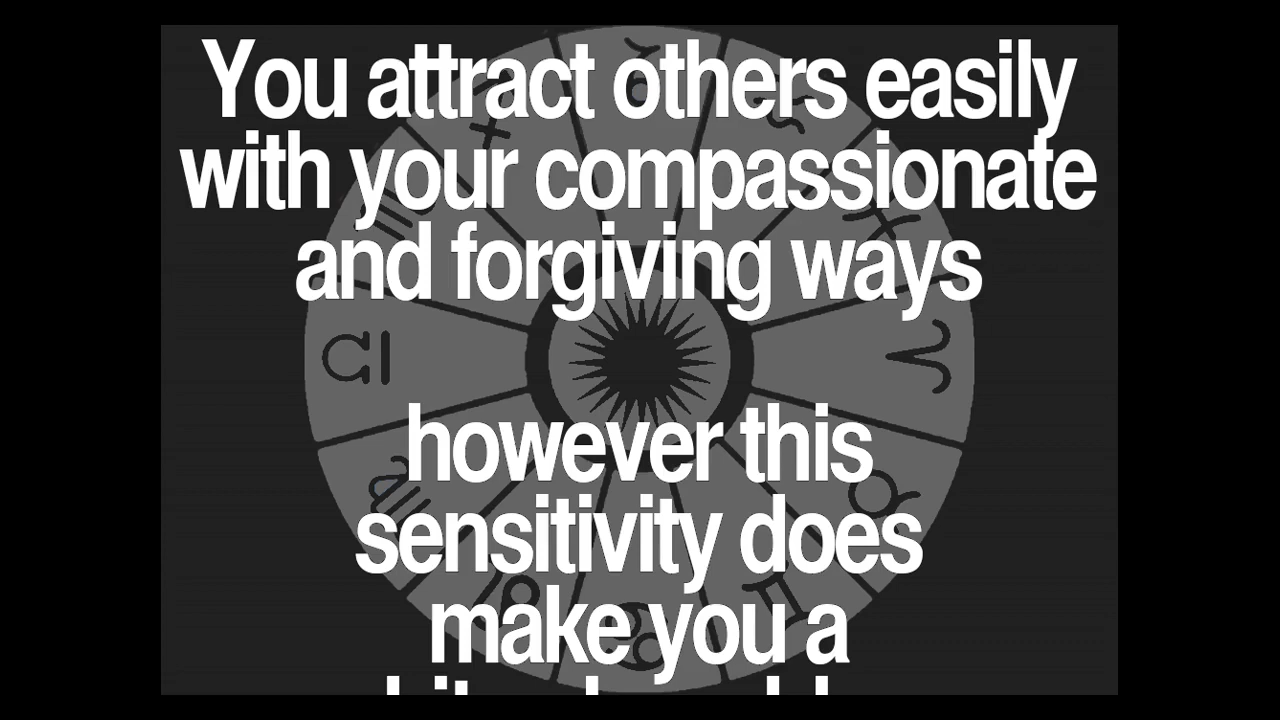 You attract others easily
with your compassionate
and forgiving ways
however this
sensitivity does
make you a